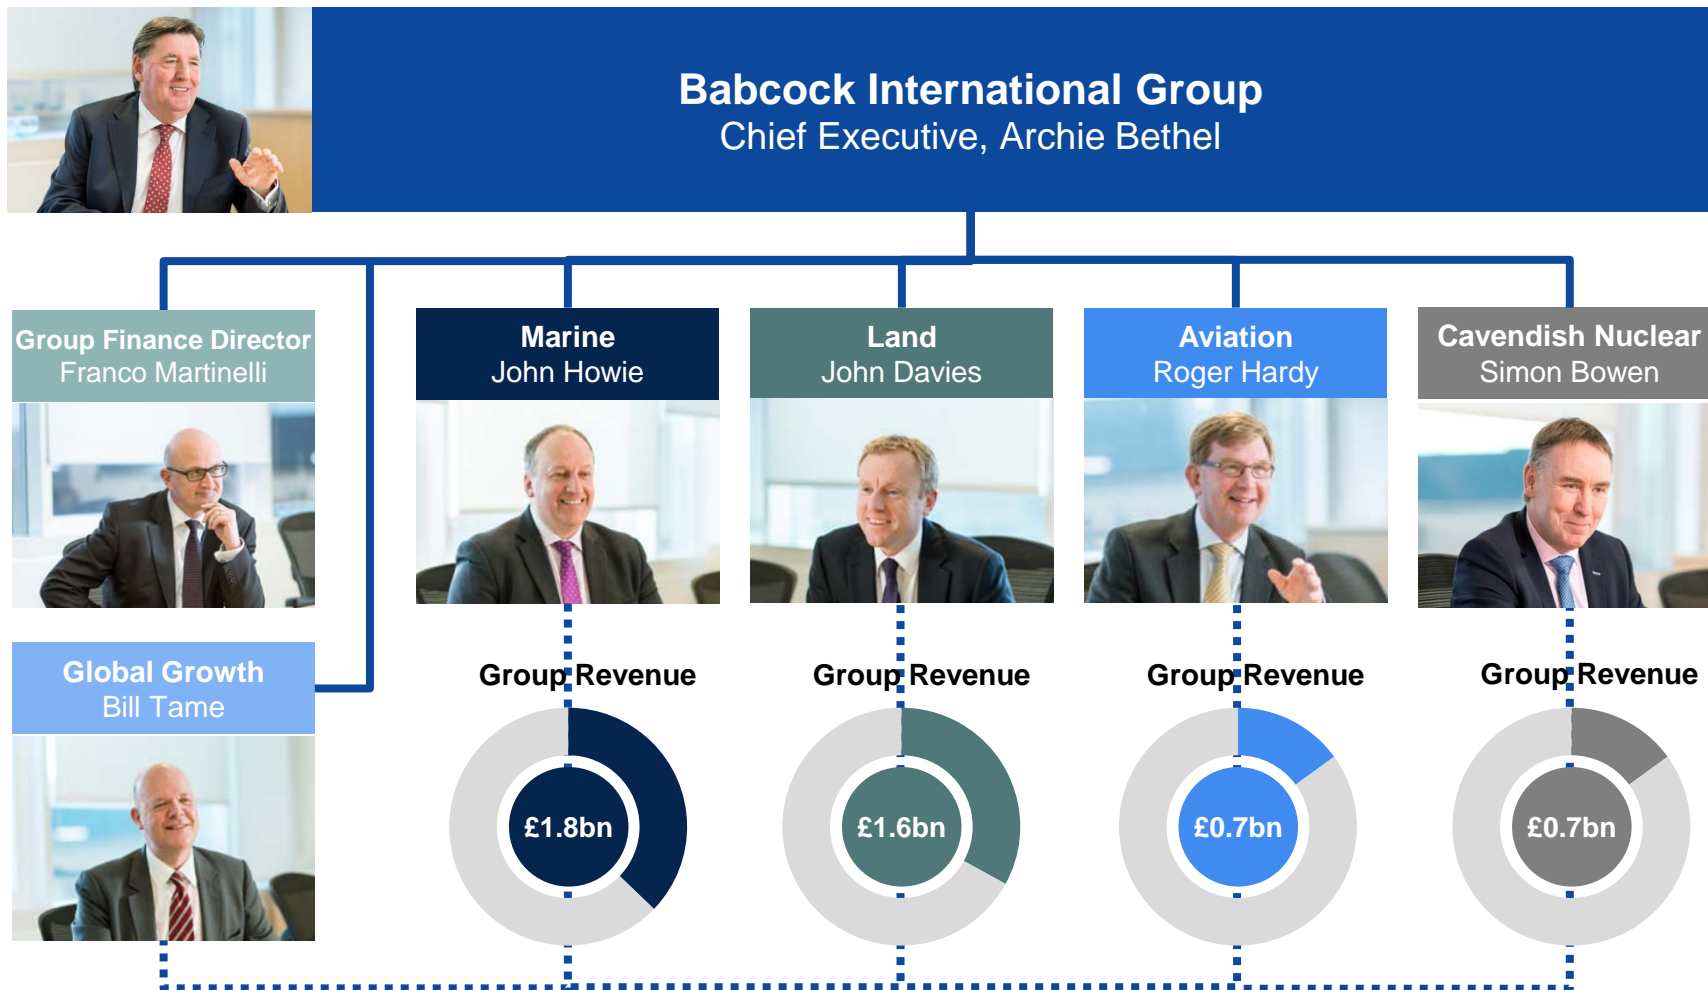 Babcock International Group
Chief Executive, Archie Bethel
Group Finance Director
Franco Martinelli
Marine
John Howie
Land
John Davies
Aviation
Roger Hardy
Cavendish Nuclear
Simon Bowen
Global Growth
Bill Tame
Group Revenue
Group Revenue
Group Revenue
Group Revenue
£1.8bn
£1.6bn
£0.7bn
£0.7bn